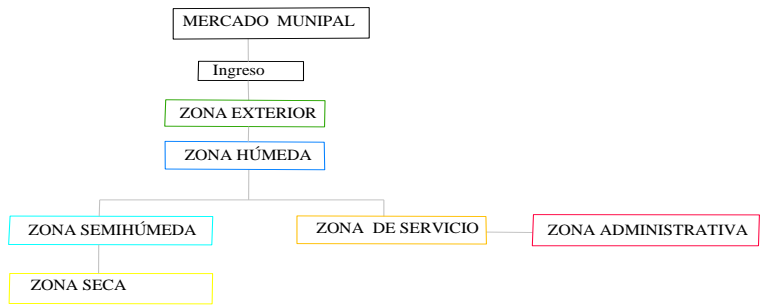 MERCADO MUNIPAL
Ingreso
ZONA EXTERIOR
ZONA HÚMEDA
ZONA SEMIHÚMEDA
ZONA DE SERVICIO
ZONA ADMINISTRATIVA
ZONA SECA